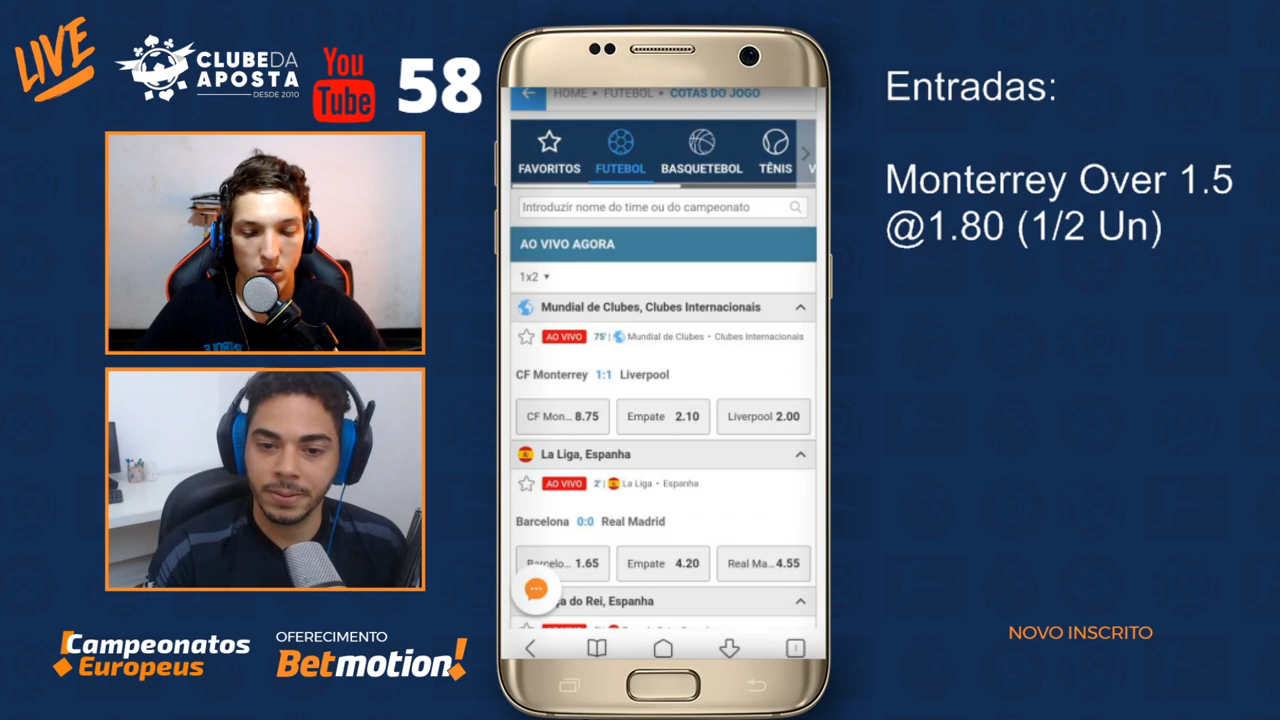 LIVE
CLUBEDA
APOSTA
DESDE 2010
You
Tube
58
HOME ▸ FUTEBOL ▸ COTAS DO JOGO
FAVORITOS
FUTEBOL
BASQUETEBOL
TÊNIS
V
Introduzir nome do time ou do campeonato
AO VIVO AGORA
1x2 ▾
Mundial de Clubes, Clubes Internacionais
AO VIVO 75' | Mundial de Clubes • Clubes Internacionais
CF Monterrey 1:1 Liverpool
CF Mon... 8.75 Empate 2.10 Liverpool 2.00
La Liga, Espanha
AO VIVO 2' | La Liga • Espanha
Barcelona 0:0 Real Madrid
Barcelo... 1.65 Empate 4.20 Real Ma... 4.55
a do Rei, Espanha
1
Entradas:
Monterrey Over 1.5
@1.80 (1/2 Un)
Campeonatos
Europeus
OFERECIMENTO
Betmotion!
NOVO INSCRITO